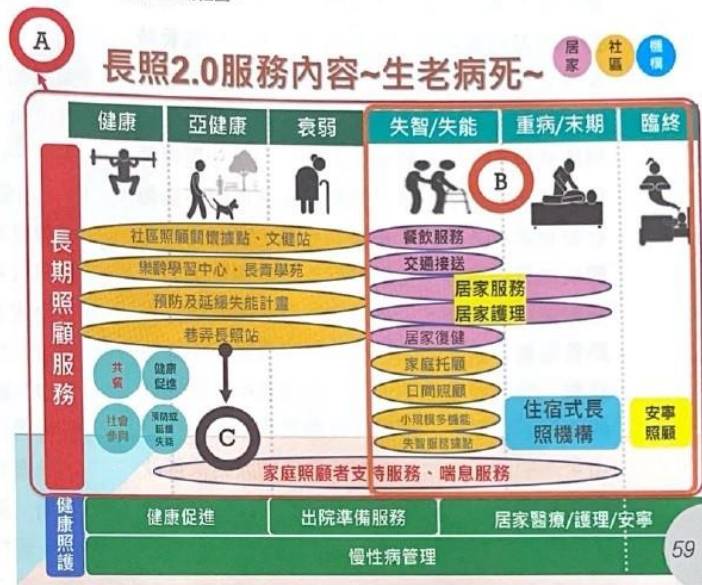 A
長照2.0服務內容~生老病死~
居家
社區
機構
健康
亞健康
衰弱
失智/失能
重病/末期
臨終
B
長期照顧服務
社區照顧關懷據點、文健站
樂齡學習中心、長青學苑
預防及延緩失能計畫
巷弄長照站
餐飲服務
交通接送
居家服務
居家護理
居家復健
家庭托顧
日間照顧
小規模多機能
失智服務據點
共餐
健康促進
社會參與
預防或延緩失能
C
住宿式長照機構
安寧照顧
家庭照顧者支持服務、喘息服務
健康照護
健康促進
出院準備服務
居家醫療/護理/安寧
慢性病管理
59